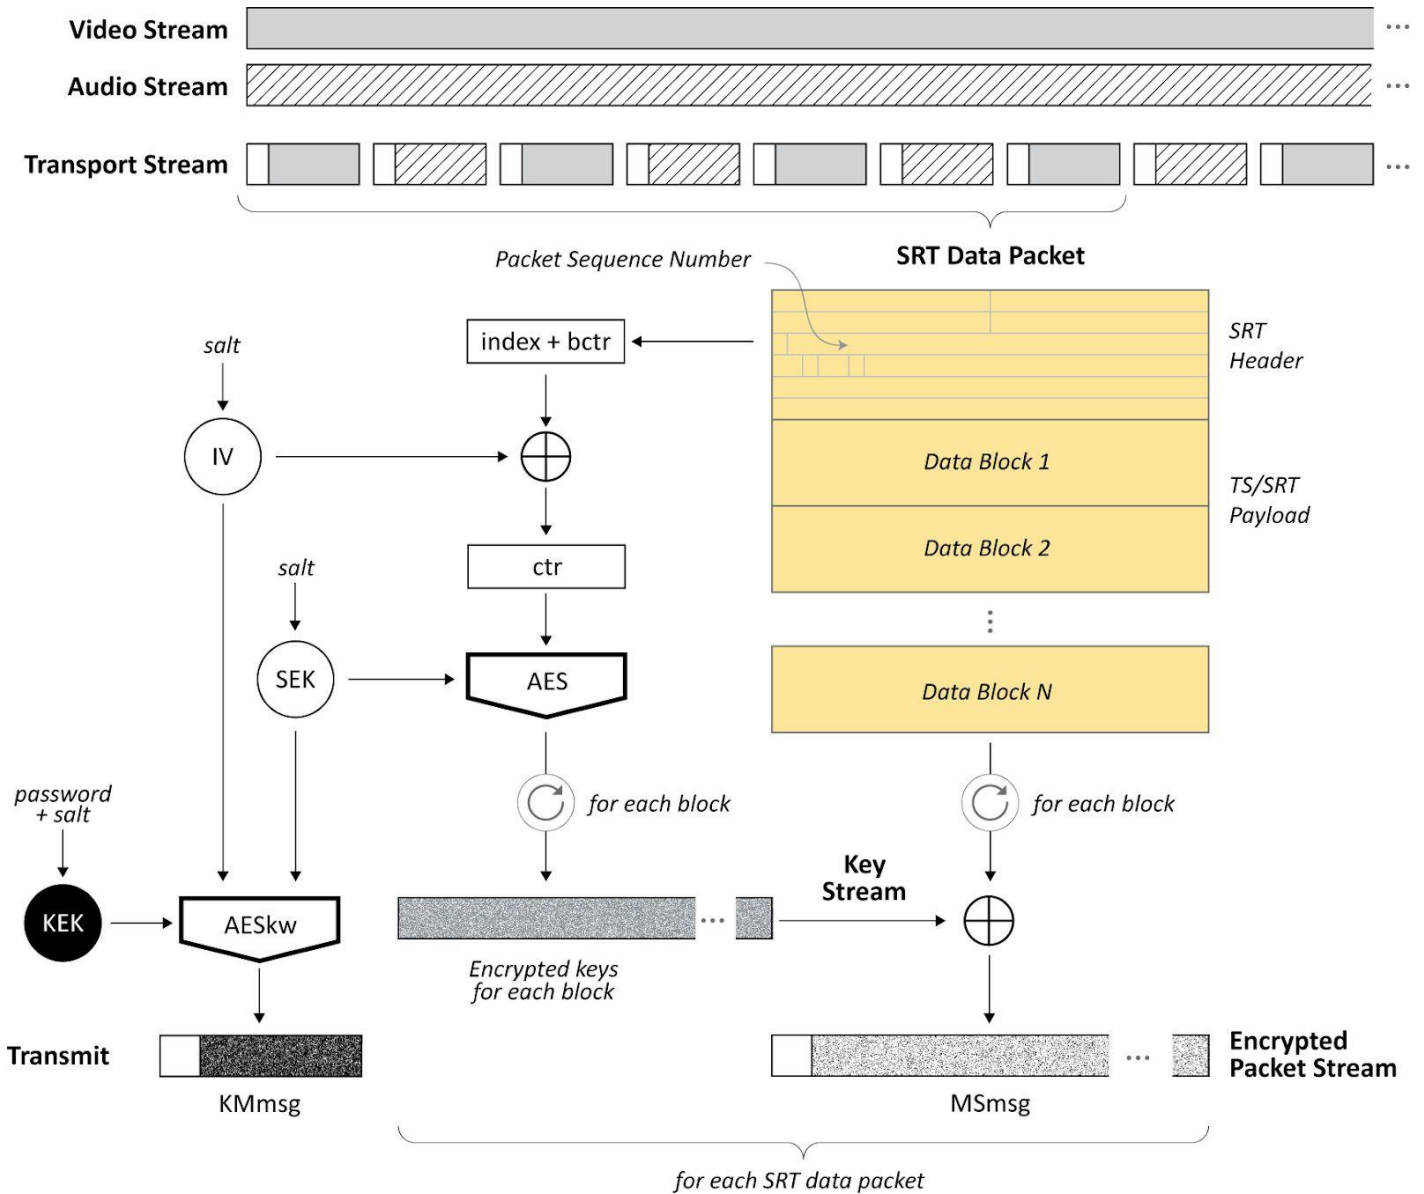 Video Stream
...
Audio Stream
...
Transport Stream
...
Packet Sequence Number
SRT Data Packet
index + bctr
SRT
Header
salt
IV
Data Block 1
TS/SRT
Payload
ctr
Data Block 2
salt
...
SEK
AES
Data Block N
password
+ salt
for each block
for each block
Key
Stream
KEK
AESkw
...
Encrypted keys
for each block
Transmit
...
Encrypted
Packet Stream
KMmsg
MSmsg
for each SRT data packet